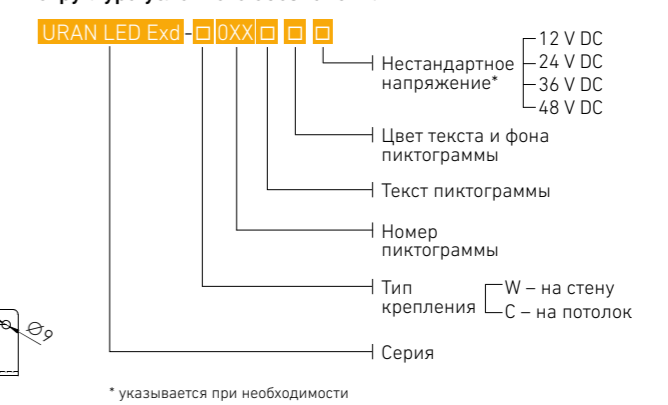 URAN LED Exd-□ 0XX □ □ □
Нестандартное
напряжение*
12 V DC
24 V DC
36 V DC
48 V DC
Цвет текста и фона
пиктограммы
Текст пиктограммы
Номер
пиктограммы
Тип
крепления
W – на стену
C – на потолок
Серия
Ø9
* указывается при необходимости